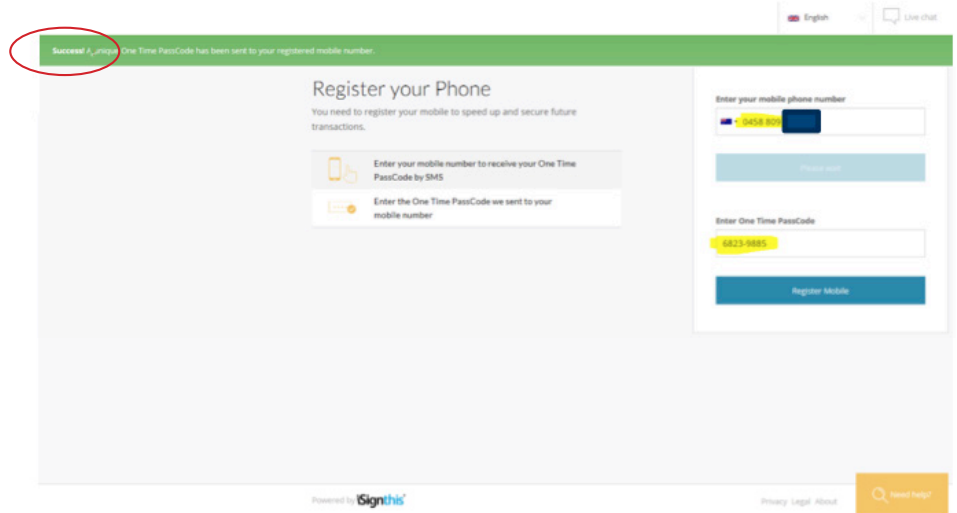 English
Live chat
Success! A unique One Time PassCode has been sent to your registered mobile number.
Register your Phone
You need to register your mobile to speed up and secure future
transactions.
Enter your mobile number to receive your One Time
PassCode by SMS
Enter the One Time PassCode we sent to your
mobile number
Enter your mobile phone number
0458 809
Enter One Time PassCode
6823-9885
Register Mobile
Powered by iSignthis
Privacy Legal About
Need help?